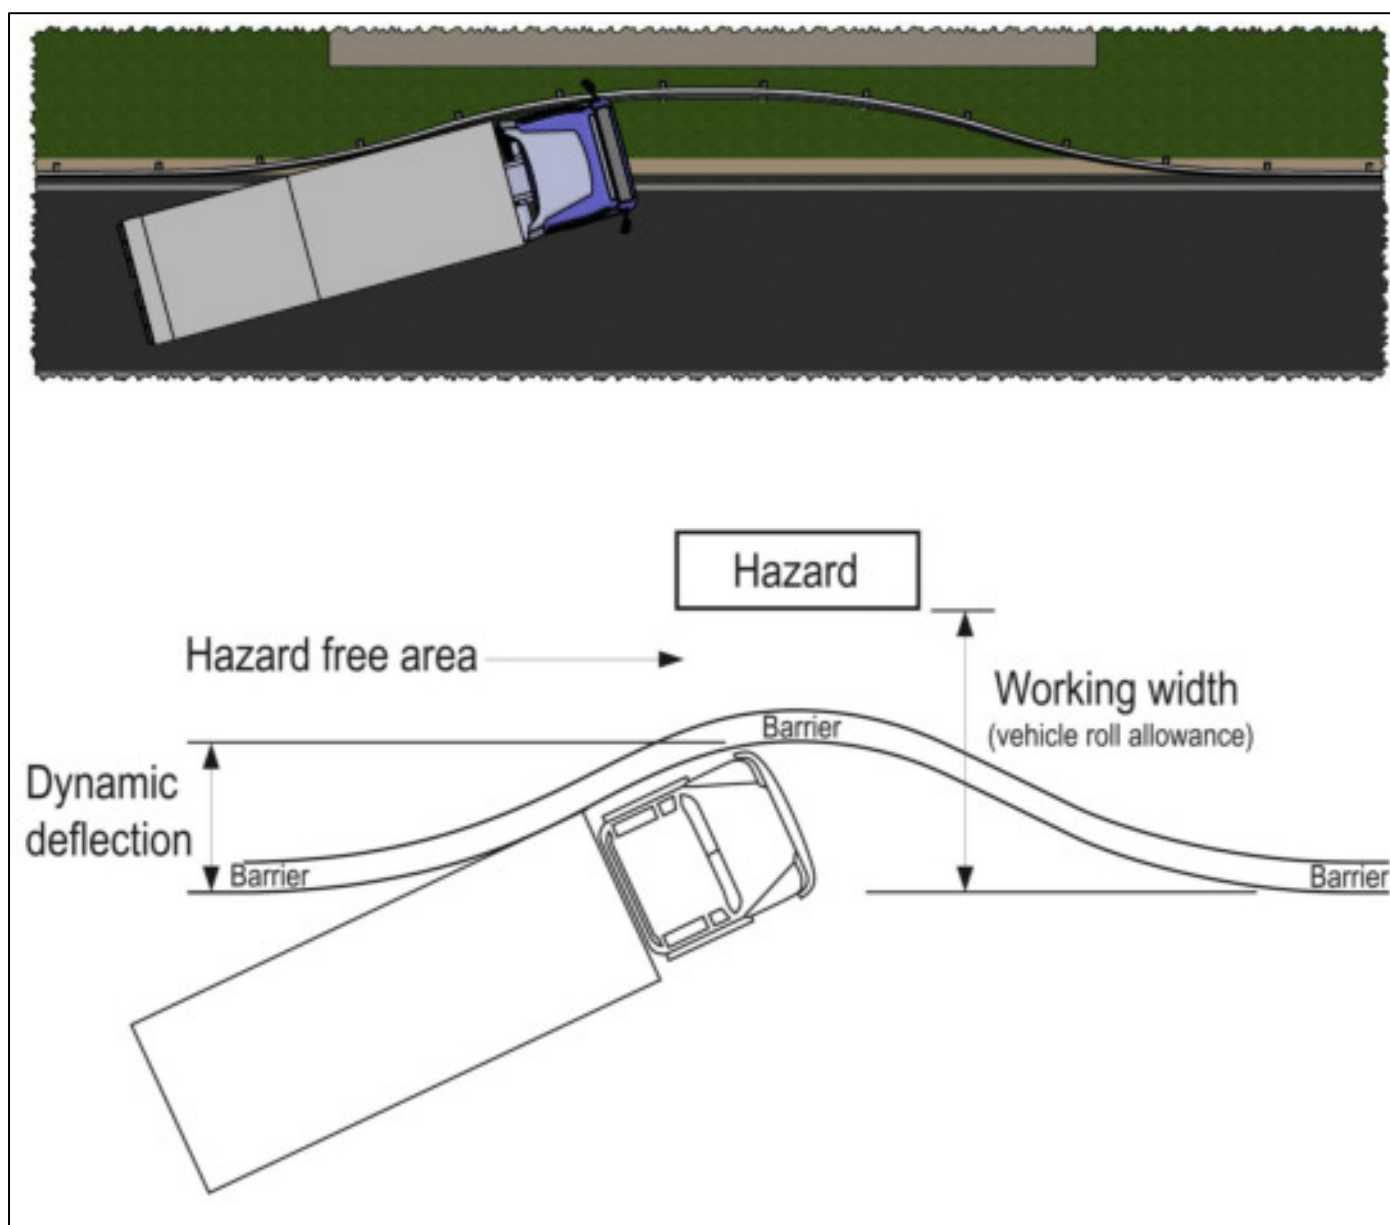 Hazard
Hazard free area
Working width
(vehicle roll allowance)
Barrier
Dynamic
deflection
Barrier
Barrier